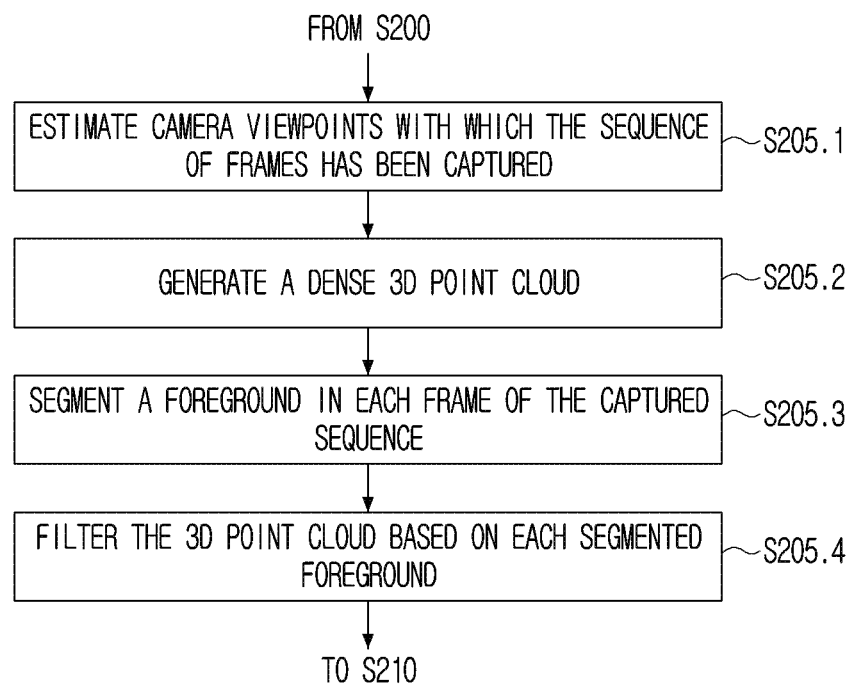 FROM S200
ESTIMATE CAMERA VIEWPOINTS WITH WHICH THE SEQUENCE
OF FRAMES HAS BEEN CAPTURED
S205.1
GENERATE A DENSE 3D POINT CLOUD
S205.2
SEGMENT A FOREGROUND IN EACH FRAME OF THE CAPTURED
SEQUENCE
S205.3
FILTER THE 3D POINT CLOUD BASED ON EACH SEGMENTED
FOREGROUND
S205.4
TO S210